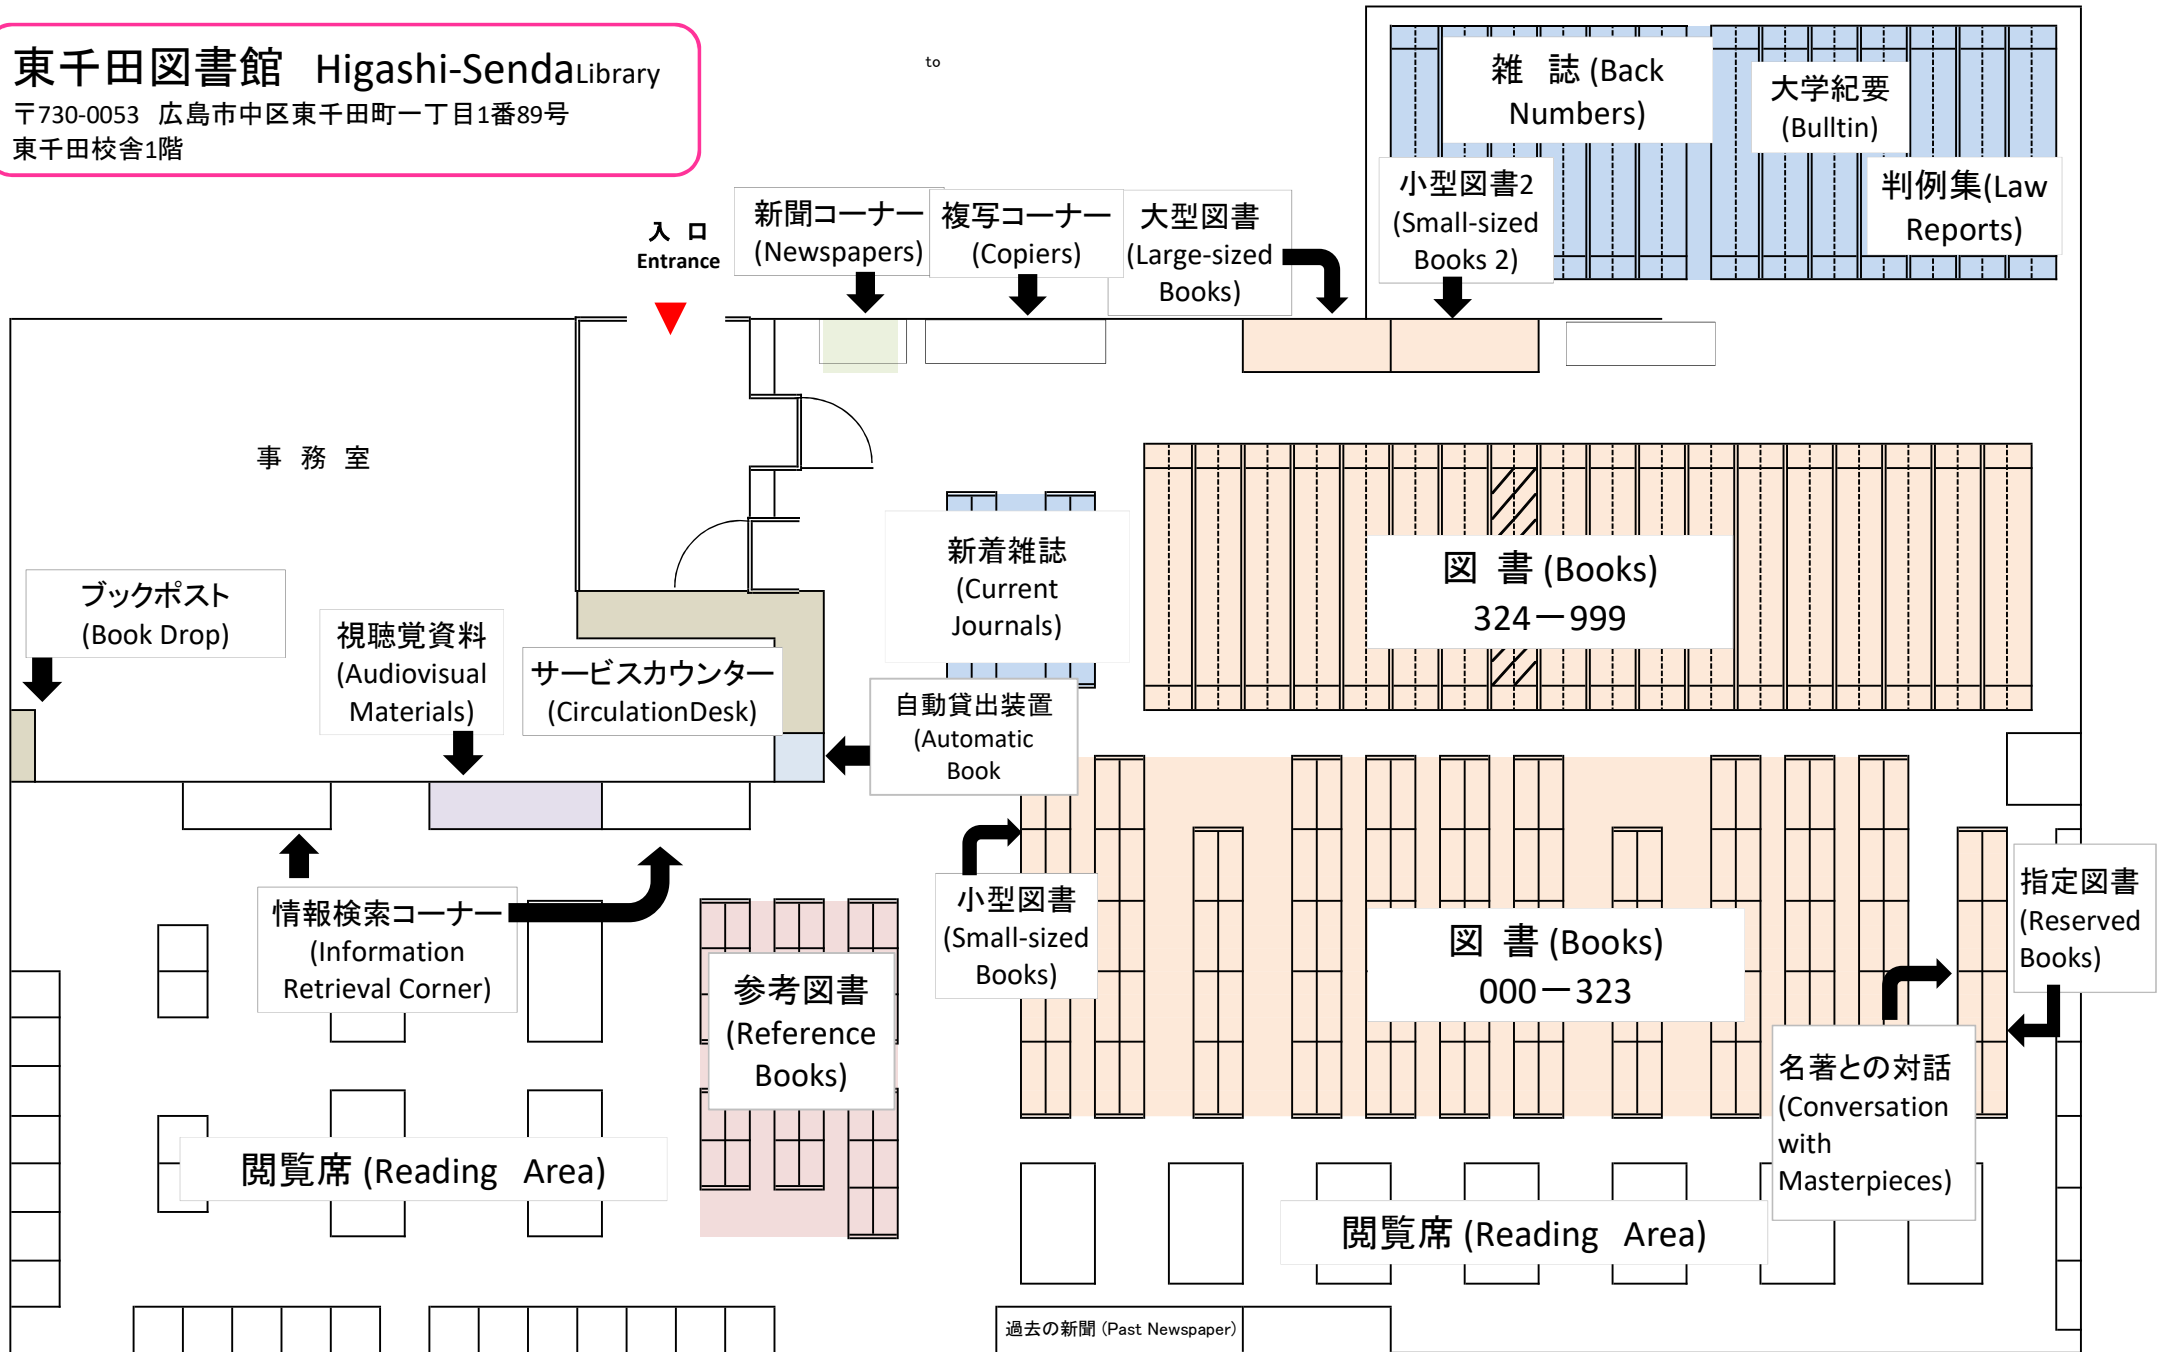 東千田図書館 Higashi-SendaLibrary
〒730-0053 広島市中区東千田町一丁目1番89号
東千田校舎1階
to
雑 誌 (Back
Numbers)
大学紀要
(Bulltin)
判例集(Law
Reports)
小型図書2
(Small-sized
Books 2)
大型図書
(Large-sized
Books)
複写コーナー
(Copiers)
新聞コーナー
(Newspapers)
入 口
Entrance
事 務 室
新着雑誌
(Current
Journals)
図 書 (Books)
324－999
ブックポスト
(Book Drop)
視聴覚資料
(Audiovisual
Materials)
サービスカウンター
(CirculationDesk)
自動貸出装置
(Automatic
Book
情報検索コーナー
(Information
Retrieval Corner)
参考図書
(Reference
Books)
小型図書
(Small-sized
Books)
図 書 (Books)
000－323
指定図書
(Reserved
Books)
名著との対話
(Conversation
with
Masterpieces)
閲覧席 (Reading Area)
閲覧席 (Reading Area)
過去の新聞 (Past Newspaper)